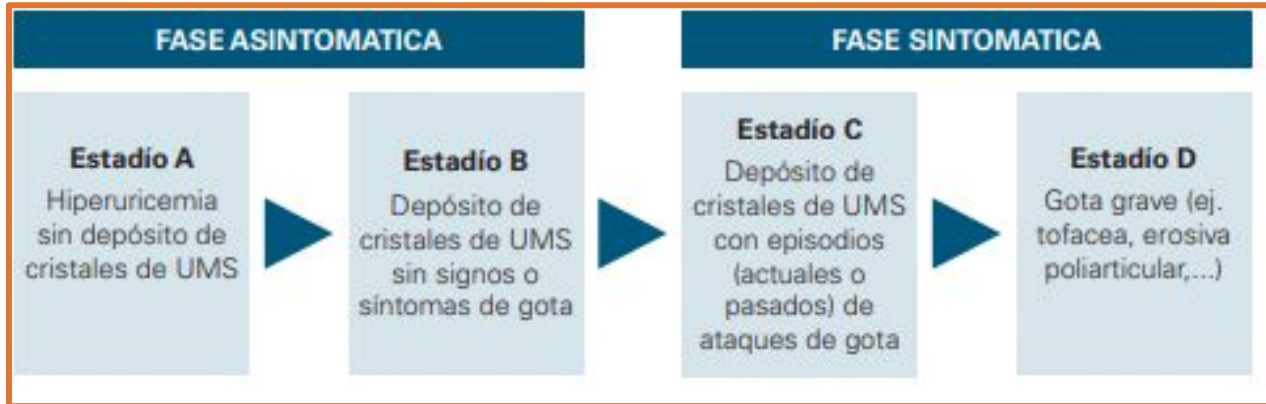 FASE ASINTOMATICA
Estadío A
Hiperuricemia
sin depósito de
cristales de UMS
Estadío B
Depósito de
cristales de UMS
sin signos o
síntomas de gota
FASE SINTOMATICA
Estadío C
Depósito de
cristales de UMS
con episodios
(actuales o
pasados) de
ataques de gota
Estadío D
Gota grave (ej.
tofacea, erosiva
poliarticular,...)